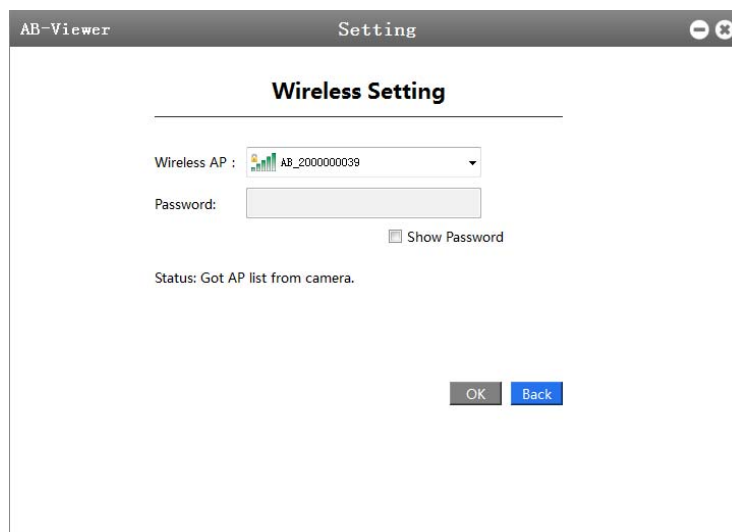 AB-Viewer Setting
Wireless Setting
Wireless AP : AB_2000000039
Password:
Show Password
Status: Got AP list from camera.
OK Back